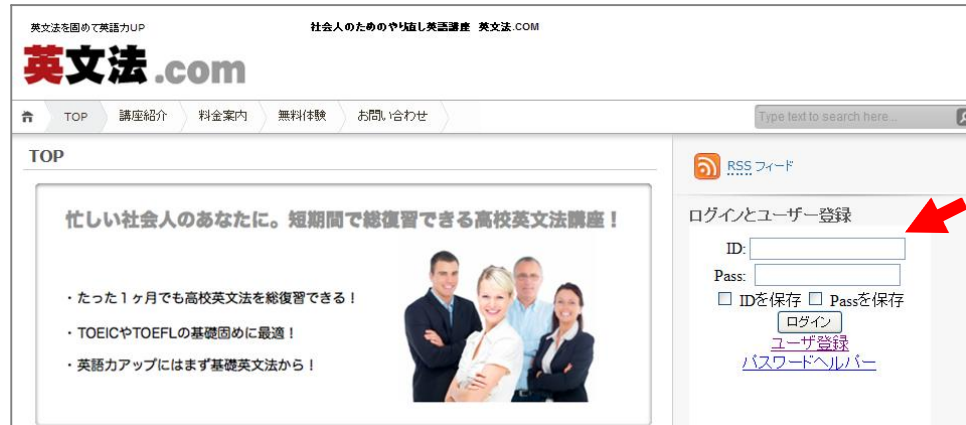 英文法を固めて英語力UP
社会人のためのやり直し英語講座 英文法.COM
英文法.com
TOP 講座紹介 料金案内 無料体験 お問い合わせ
Type text to search here...
TOP
忙しい社会人のあなたに。短期間で総復習できる高校英文法講座！
・たった１ヶ月でも高校英文法を総復習できる！
・TOEICやTOEFLの基礎固めに最適！
・英語力アップにはまず基礎英文法から！
RSS フィード
ログインとユーザー登録
ID:
Pass:
IDを保存 Passを保存
ログイン
ユーザ登録
パスワードヘルパー